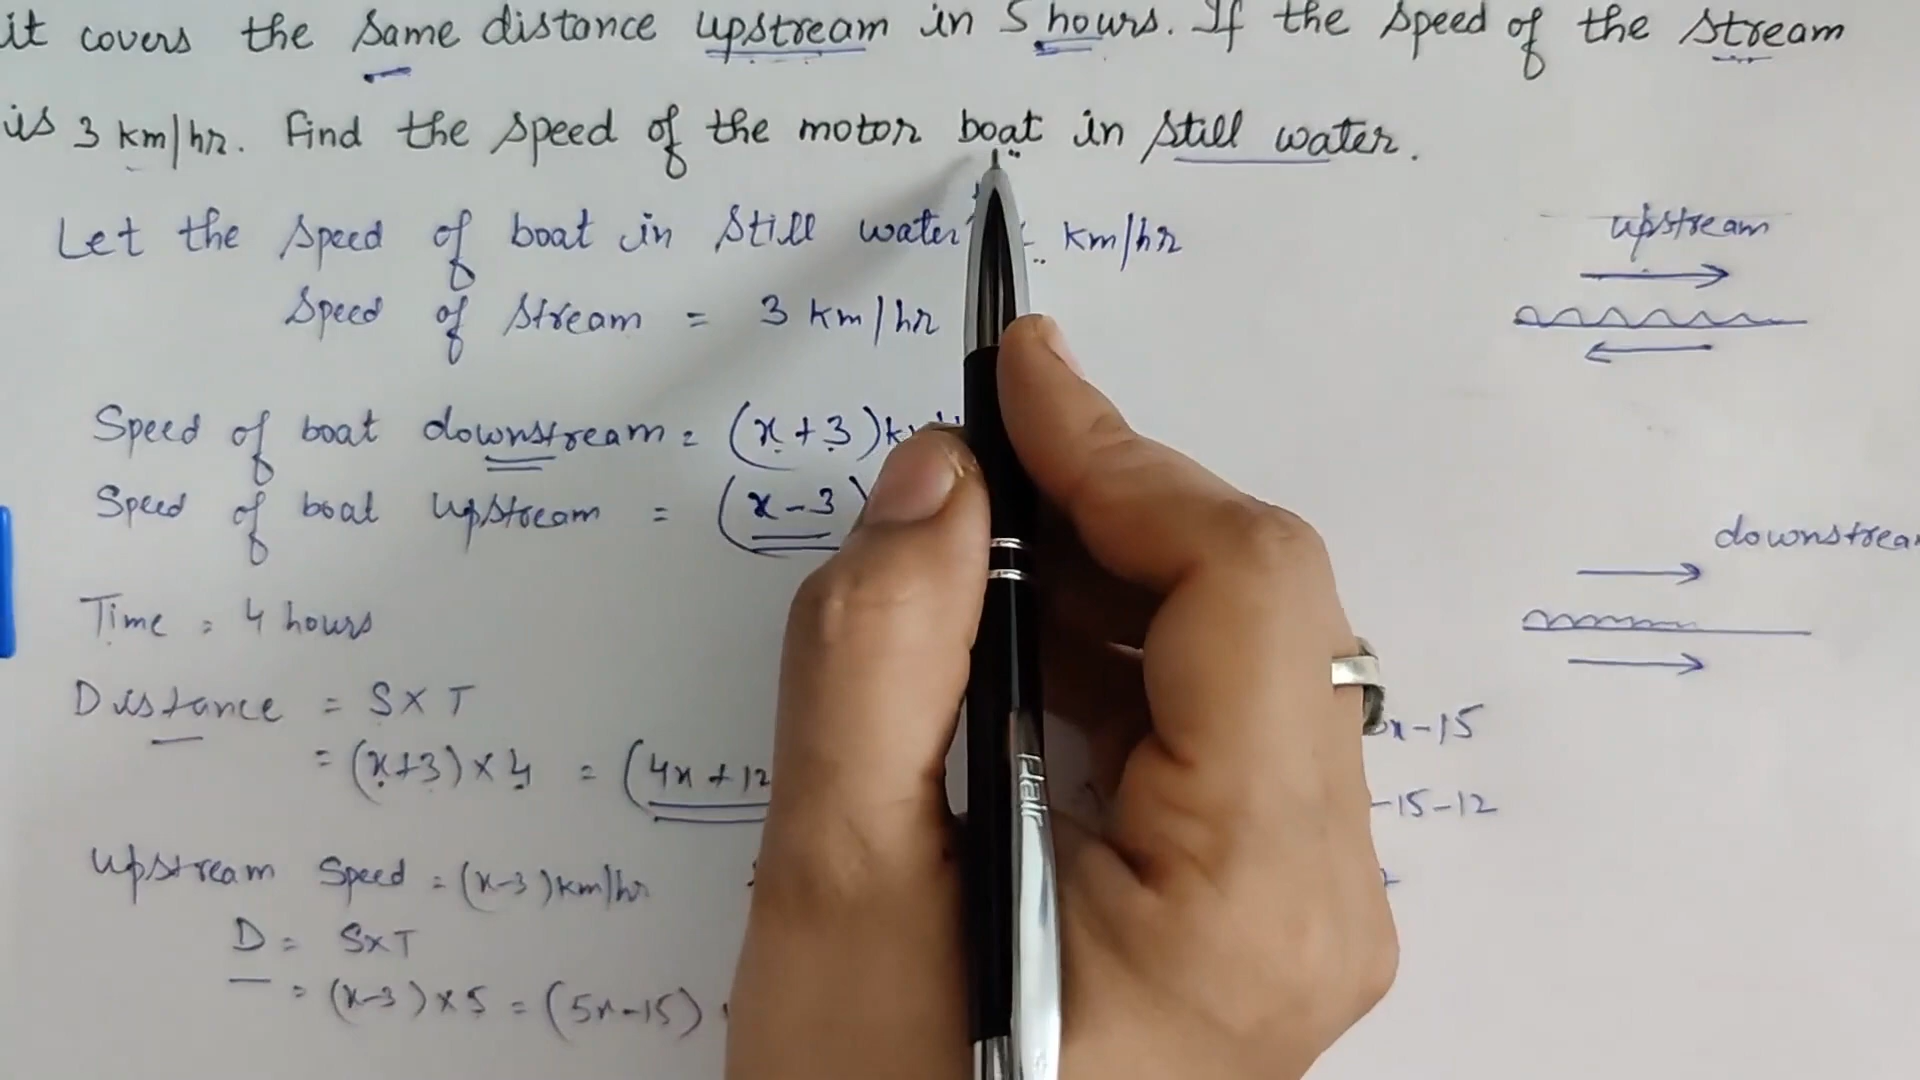 it covers the same distance upstream in 5 hours. If the speed of the stream
is 3 km/hr. Find the speed of the motor boat in still water.
Let the speed of boat in still water km/hr
upstream
Speed of stream = 3 km/hr
Speed of boat downstream = (x+3)
Speed of boat upstream = (x-3)
downstrea
Time = 4 hours
Distance = S×T
x-15
= (x+3)×4 = (4x+12
-15-12
Upstream Speed = (x-3)km/hr
D = S×T
= (x-3)×5 = (5x-15)
Flair